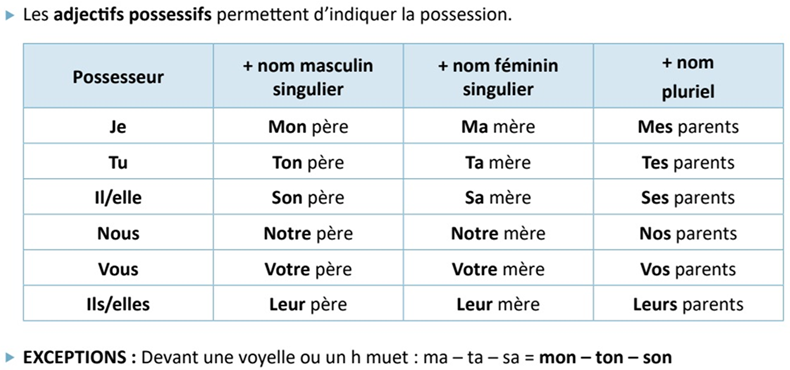 Les adjectifs possessifs permettent d’indiquer la possession.
Possesseur + nom masculin singulier + nom féminin singulier + nom pluriel
Je Mon père Ma mère Mes parents
Tu Ton père Ta mère Tes parents
Il/elle Son père Sa mère Ses parents
Nous Notre père Notre mère Nos parents
Vous Votre père Votre mère Vos parents
Ils/elles Leur père Leur mère Leurs parents
EXCEPTIONS : Devant une voyelle ou un h muet : ma – ta – sa = mon – ton – son